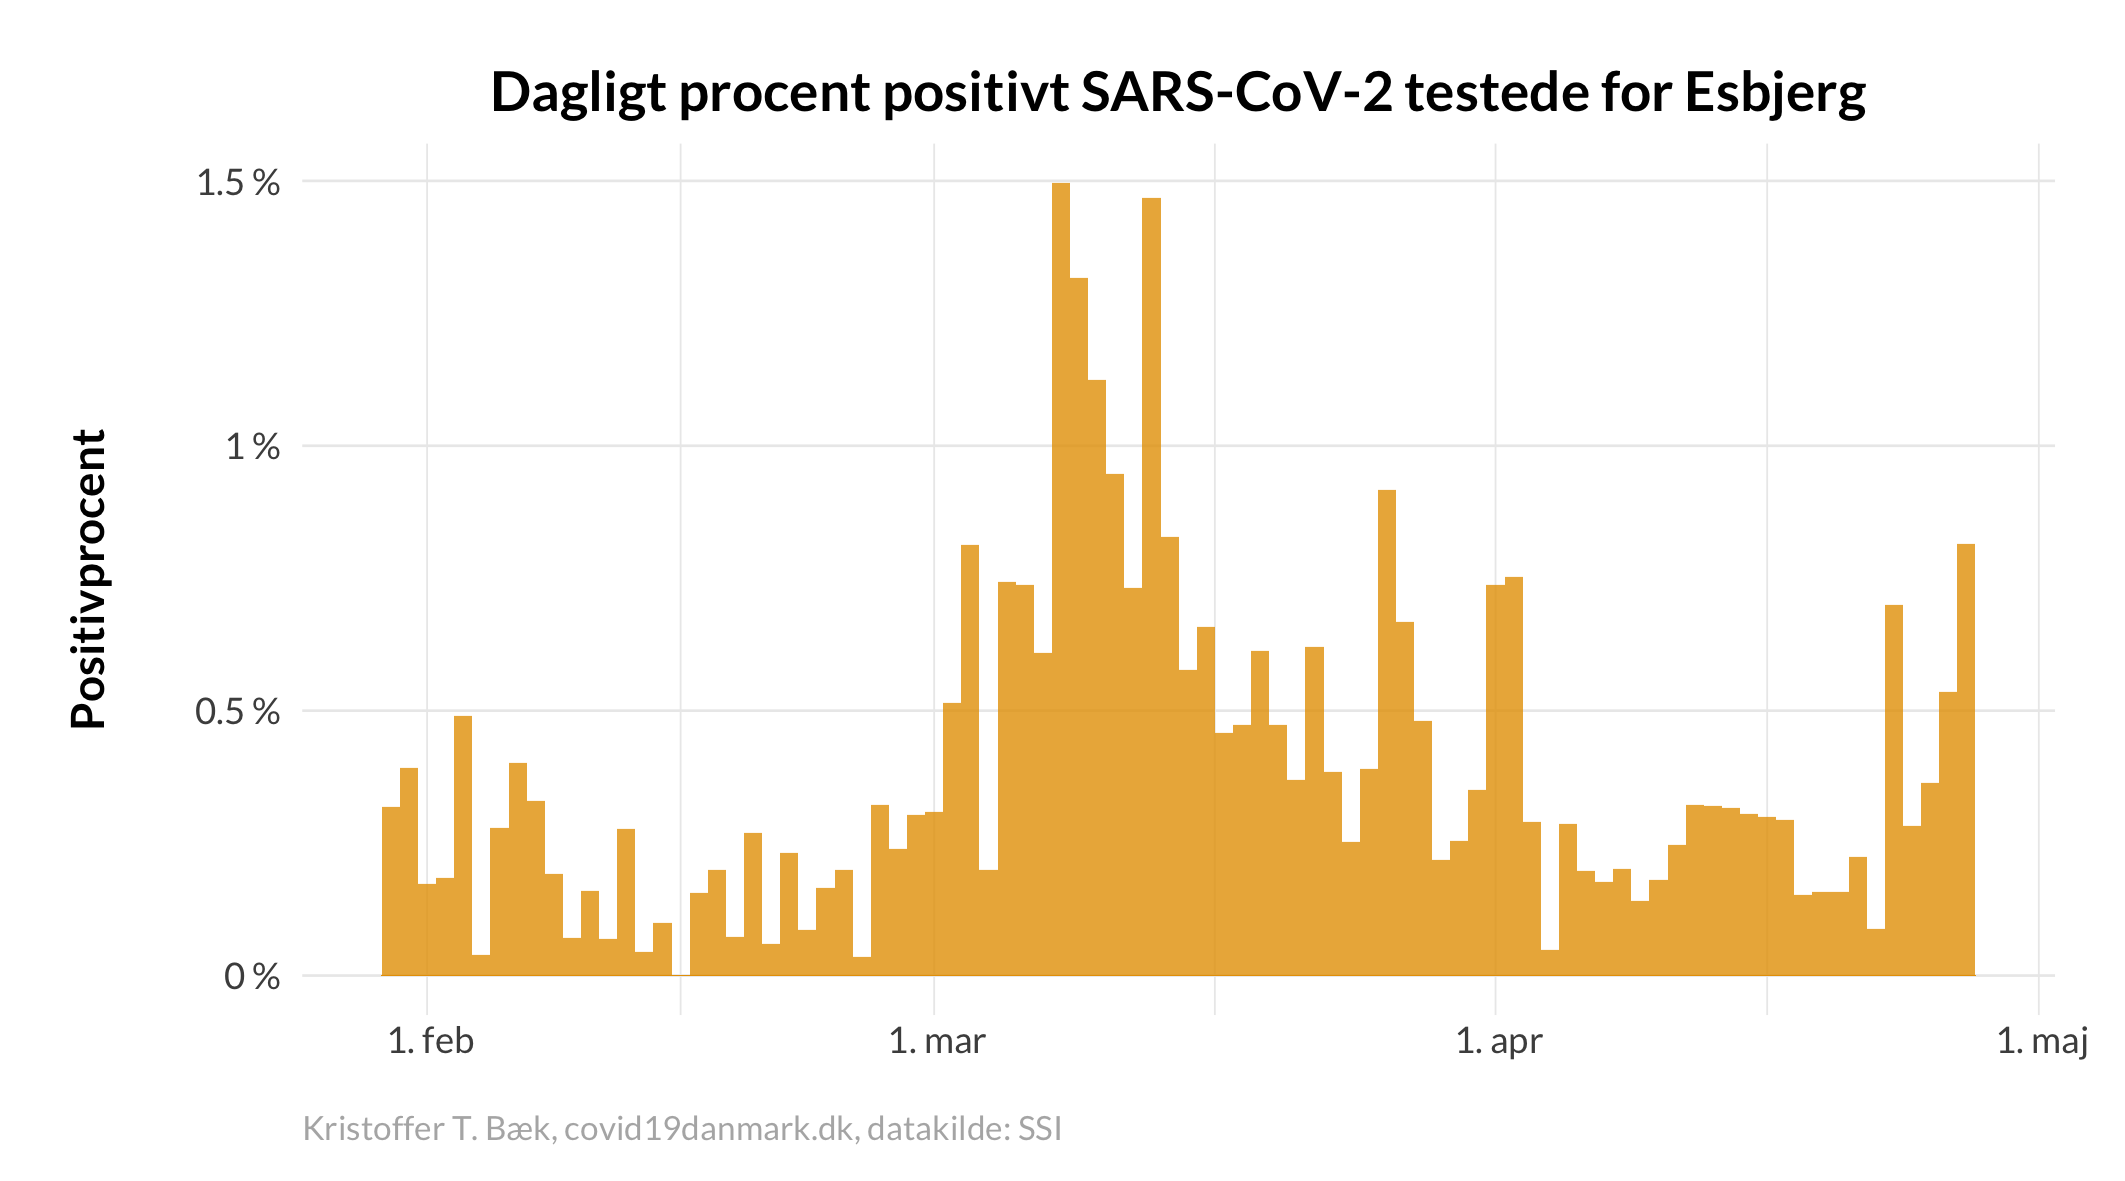 Dagligt procent positivt SARS-CoV-2 testede for Esbjerg
Positivprocent
1.5 %
1 %
0.5 %
0 %
1. feb
1. mar
1. apr
1. maj
Kristoffer T. Bæk, covid19danmark.dk, datakilde: SSI